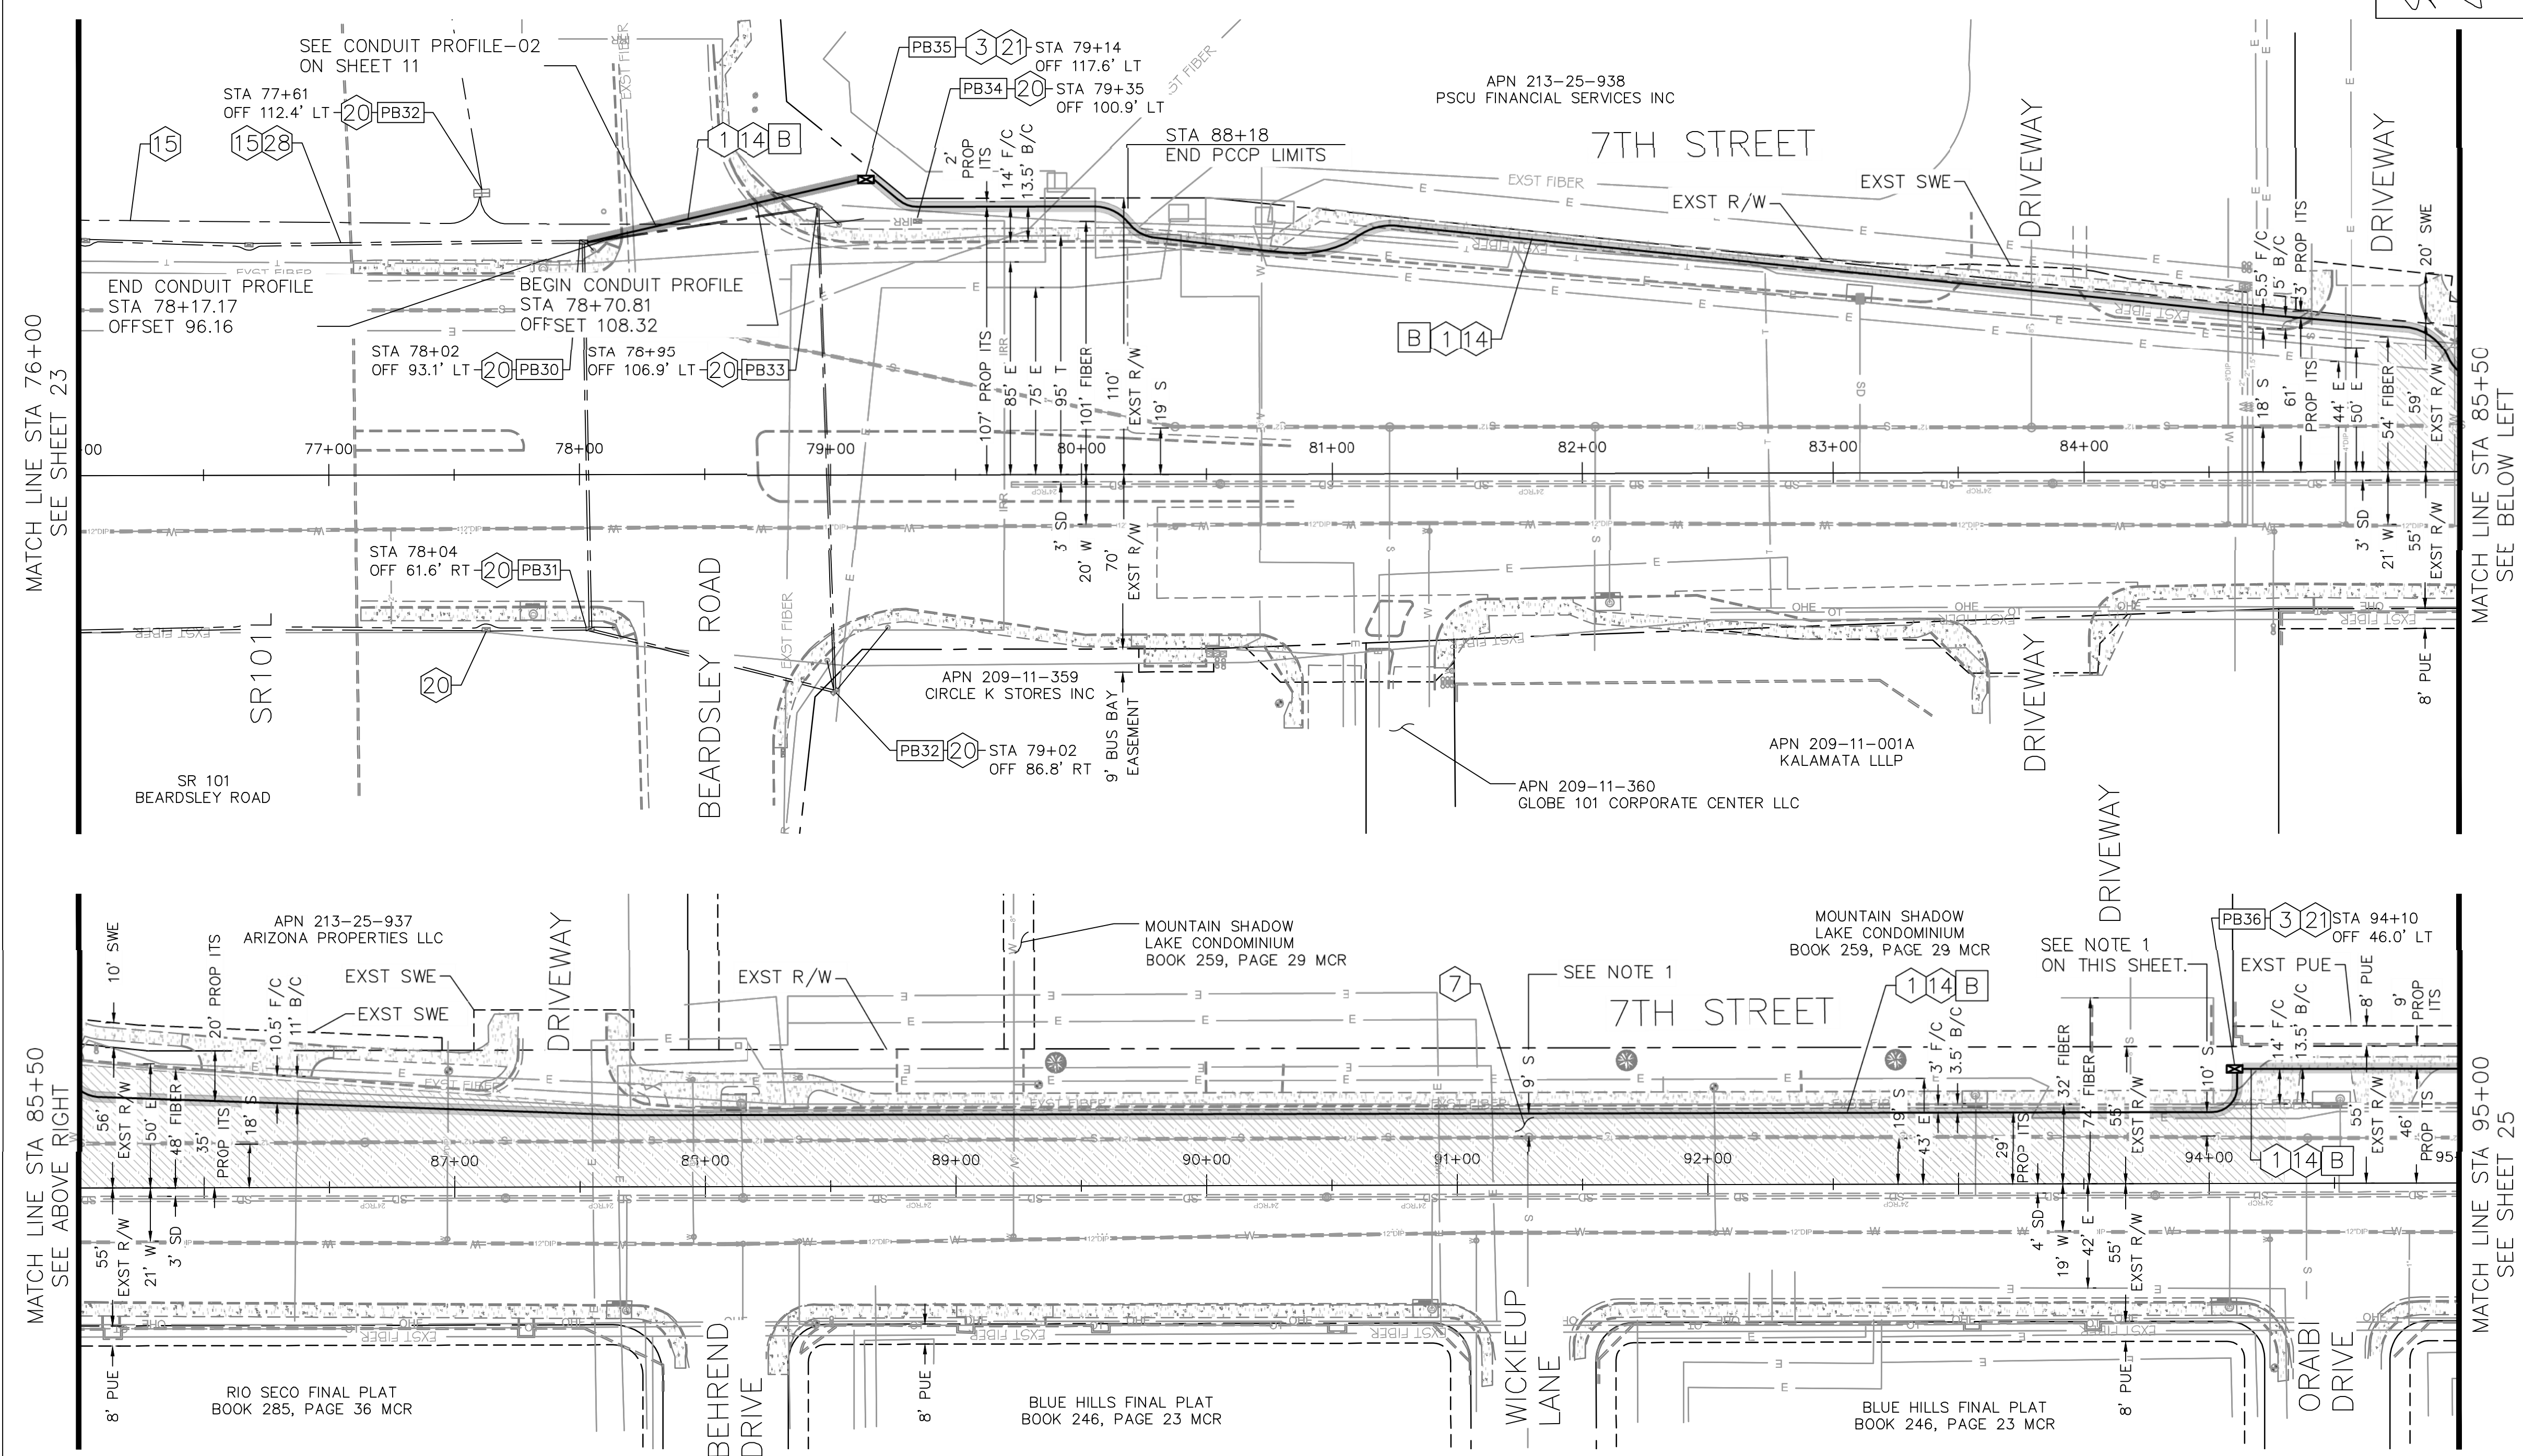 SEE CONDUIT PROFILE-02
ON SHEET 11
STA 77+61
OFF 112.4' LT
20
PB32
15
15
28
1
14
B
PB35
3
21
STA 79+14
OFF 117.6' LT
PB34
20
STA 79+35
OFF 100.9' LT
EXST FIBER
2'
PROP
ITS
14' F/C
13.5' B/C
STA 88+18
END PCCP LIMITS
APN 213-25-938
PSCU FINANCIAL SERVICES INC
7TH STREET
EXST FIBER
EXST R/W
EXST SWE
DRIVEWAY
DRIVEWAY
20' SWE
5.5' F/C
5' B/C
3' PROP ITS
END CONDUIT PROFILE
STA 78+17.17
OFFSET 96.16
BEGIN CONDUIT PROFILE
STA 78+70.81
OFFSET 108.32
STA 78+02
OFF 93.1' LT
20
PB30
STA 78+95
OFF 106.9' LT
20
PB33
B
1
14
107' PROP ITS
85' E
75' E
95' T
101' FIBER
110'
EXST R/W
19' S
18' S
61'
PROP ITS
44' E
50' E
54' FIBER
59'
EXST R/W
MATCH LINE STA 76+00
SEE SHEET 23
MATCH LINE STA 85+50
SEE BELOW LEFT
00
77+00
78+00
79+00
80+00
81+00
82+00
83+00
84+00
3' SD
20' W
70'
EXST R/W
3' SD
21' W
55'
EXST R/W
STA 78+04
OFF 61.6' RT
20
PB31
20
SR101L
BEARDSLEY ROAD
EXST FIBER
SR 101
BEARDSLEY ROAD
APN 209-11-359
CIRCLE K STORES INC
PB32
20
STA 79+02
OFF 86.8' RT
9' BUS BAY
EASEMENT
APN 209-11-001A
KALAMATA LLLP
APN 209-11-360
GLOBE 101 CORPORATE CENTER LLC
DRIVEWAY
8' PUE
DRIVEWAY
APN 213-25-937
ARIZONA PROPERTIES LLC
10' SWE
20' PROP ITS
10.5' F/C
11' B/C
EXST SWE
EXST SWE
DRIVEWAY
EXST R/W
MOUNTAIN SHADOW
LAKE CONDOMINIUM
BOOK 259, PAGE 29 MCR
7
SEE NOTE 1
9' S
7TH STREET
MOUNTAIN SHADOW
LAKE CONDOMINIUM
BOOK 259, PAGE 29 MCR
1
14
B
SEE NOTE 1
ON THIS SHEET.
PB36
3
21
STA 94+10
OFF 46.0' LT
EXST PUE
8' PUE
9'
PROP
ITS
14' F/C
13.5' B/C
10' S
3' F/C
3.5' B/C
56'
EXST R/W
50' E
48' FIBER
35'
PROP ITS
18' S
19' S
43' E
29'
PROP ITS
32' FIBER
74' FIBER
55'
EXST R/W
1
14
B
55'
EXST R/W
46'
PROP ITS
MATCH LINE STA 85+50
SEE ABOVE RIGHT
MATCH LINE STA 95+00
SEE SHEET 25
87+00
88+00
89+00
90+00
91+00
92+00
94+00
95+
55'
EXST R/W
21' W
3' SD
4' SD
19' W
42' E
55'
EXST R/W
8' PUE
RIO SECO FINAL PLAT
BOOK 285, PAGE 36 MCR
BEHREND
DRIVE
8' PUE
BLUE HILLS FINAL PLAT
BOOK 246, PAGE 23 MCR
WICKIEUP
LANE
BLUE HILLS FINAL PLAT
BOOK 246, PAGE 23 MCR
8' PUE
ORAIBI
DRIVE